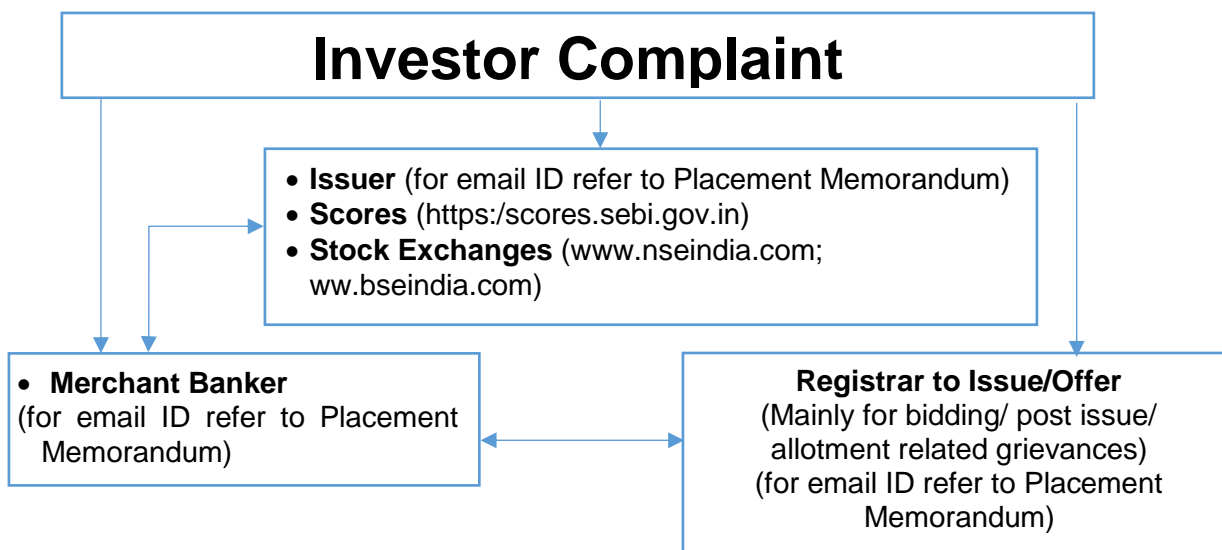 Investor Complaint
• Issuer (for email ID refer to Placement Memorandum)
• Scores (https:/scores.sebi.gov.in)
• Stock Exchanges (www.nseindia.com;
ww.bseindia.com)
• Merchant Banker
(for email ID refer to Placement
Memorandum)
Registrar to Issue/Offer
(Mainly for bidding/ post issue/
allotment related grievances)
(for email ID refer to Placement
Memorandum)